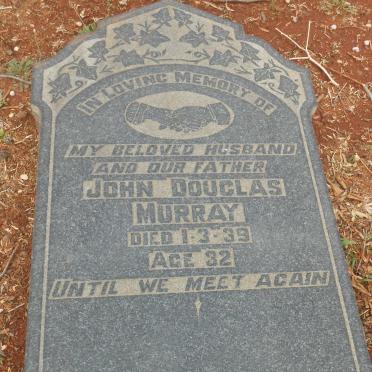 IN LOVING MEMORY OF
MY BELOVED HUSBAND
AND OUR FATHER
JOHN DOUGLAS
MURRAY
DIED 1-3-39
AGE 32
UNTIL WE MEET AGAIN